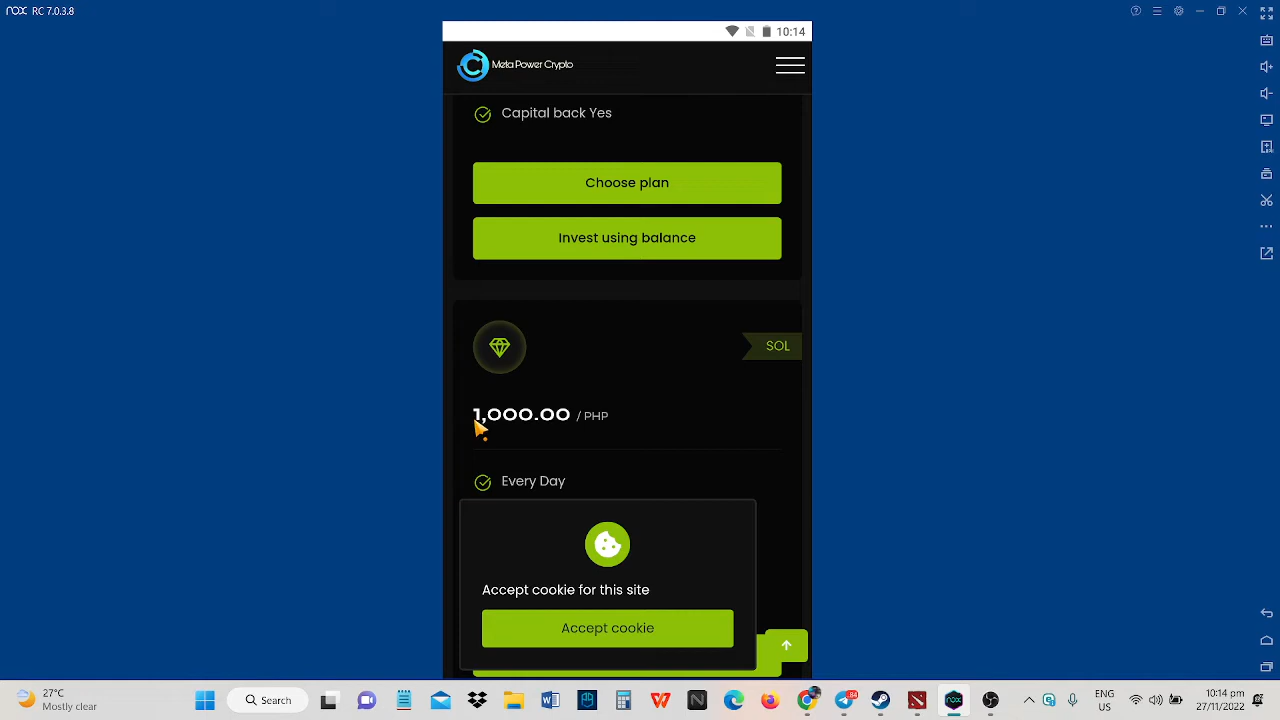 nox RC 7.0.3.8
10:14
Meta Power Crypto
Capital back Yes
Choose plan
Invest using balance
SOL
1,000.00 / PHP
Every Day
Accept cookie for this site
Accept cookie
27°C
Mostly clear
Search
84
ENG
US
10:14 pm
27/11/2022